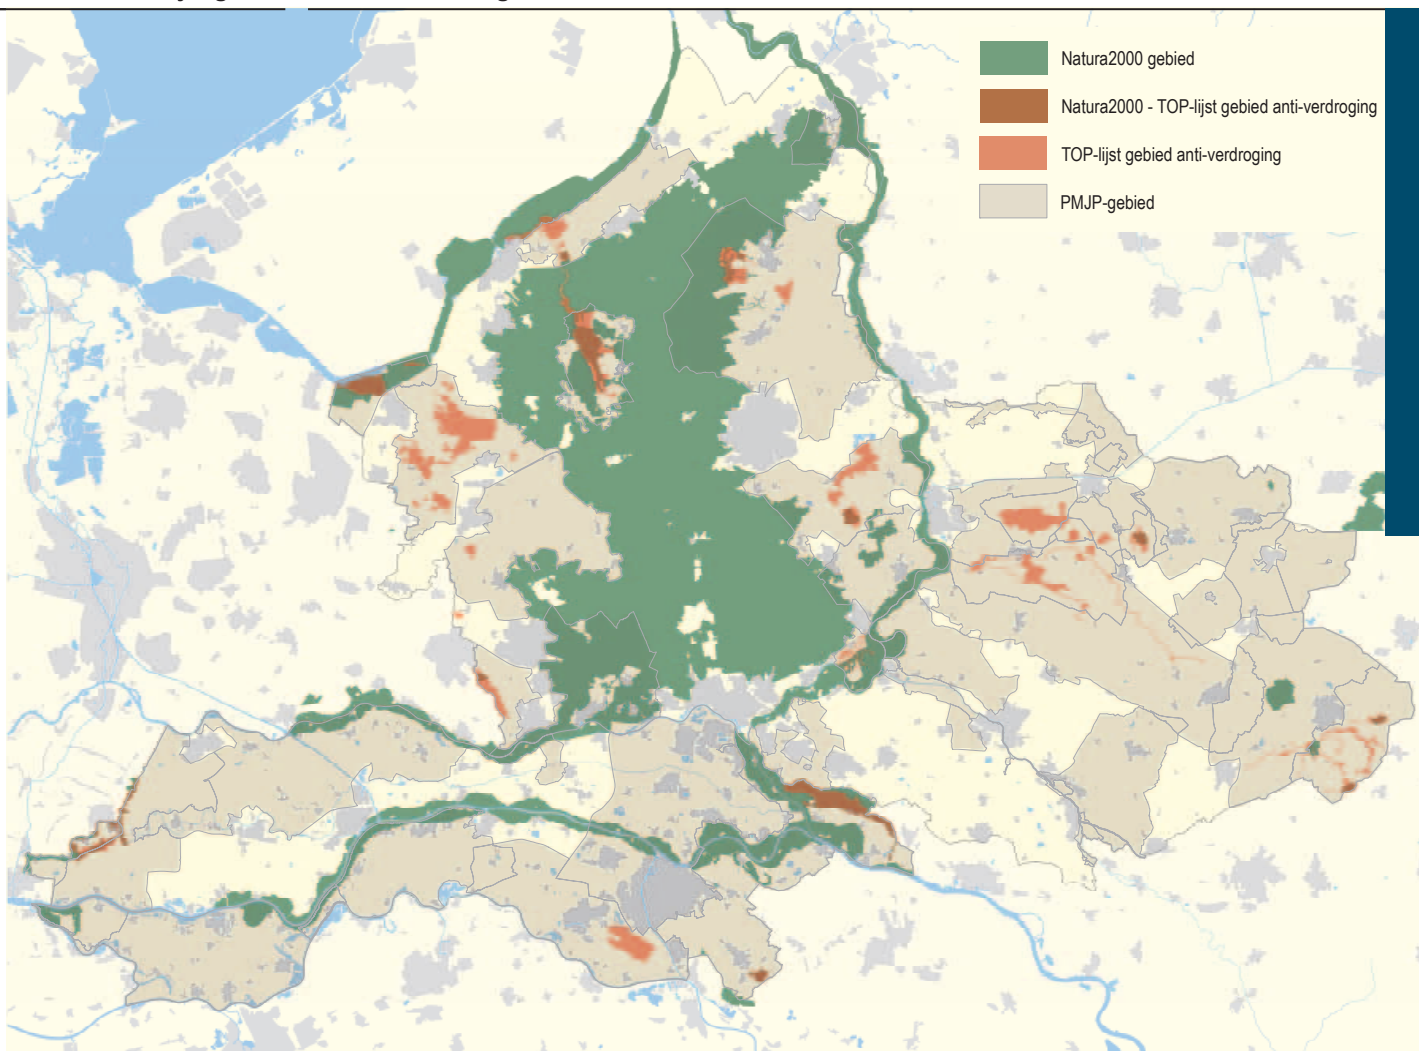 Natura2000 gebied
Natura2000 - TOP-lijst gebied anti-verdroging
TOP-lijst gebied anti-verdroging
PMJP-gebied